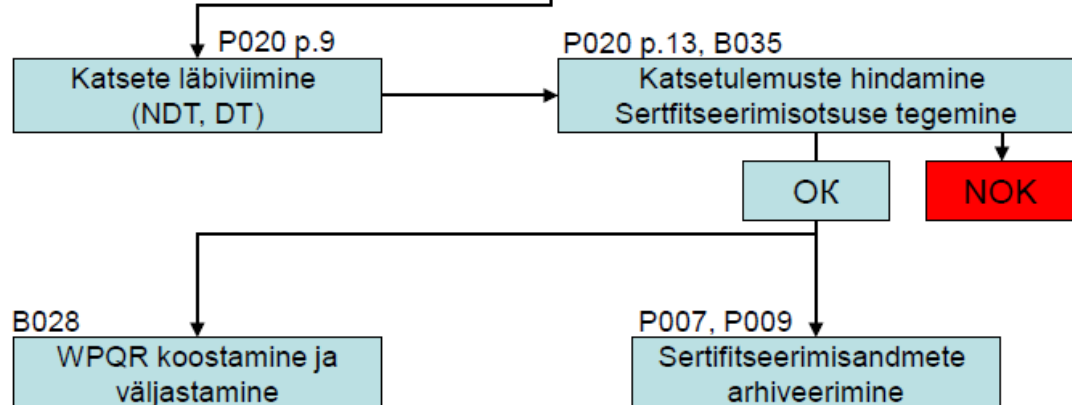 P020 p.9
Katsete läbiviimine
(NDT, DT)
P020 p.13, B035
Katsetulemuste hindamine
Sertfitseerimisotsuse tegemine
OK
NOK
B028
WPQR koostamine ja
väljastamine
P007, P009
Sertifitseerimisandmete
arhiveerimine